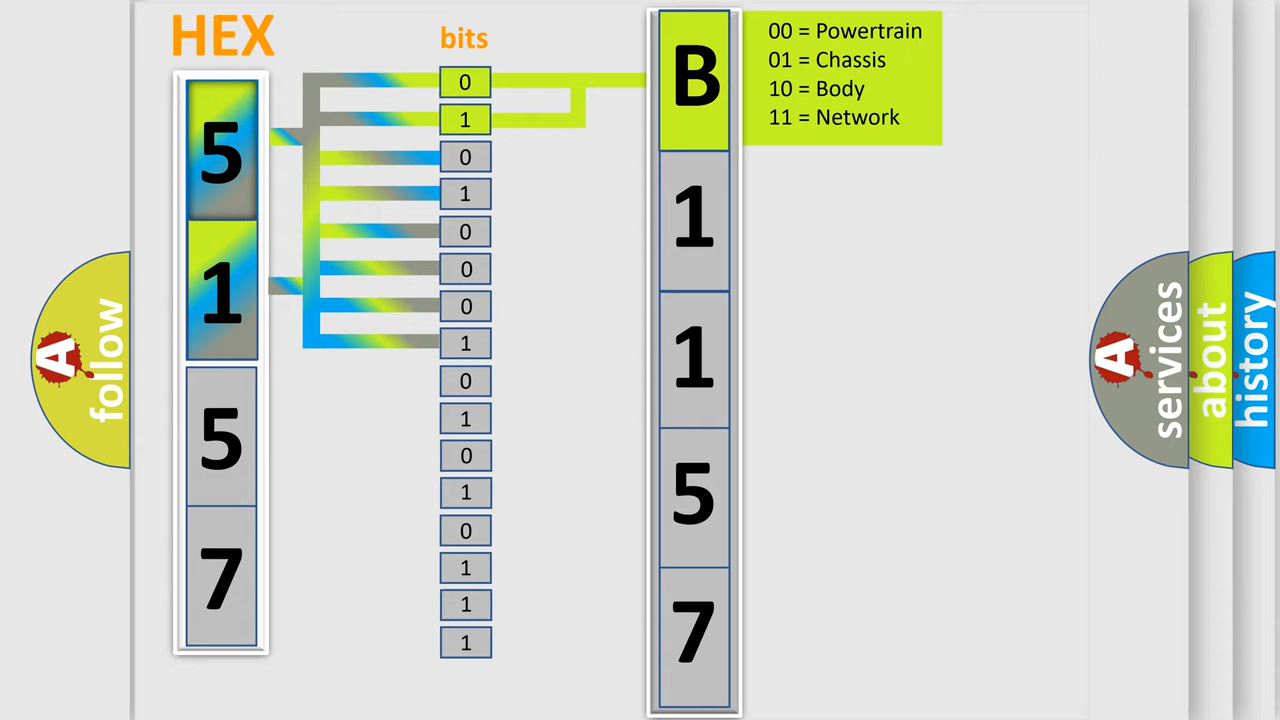 HEX
bits
5
1
5
7
0
1
0
1
0
0
0
1
0
1
0
1
0
1
1
1
B
1
1
5
7
00 = Powertrain
01 = Chassis
10 = Body
11 = Network
A
follow
A
services
about
history